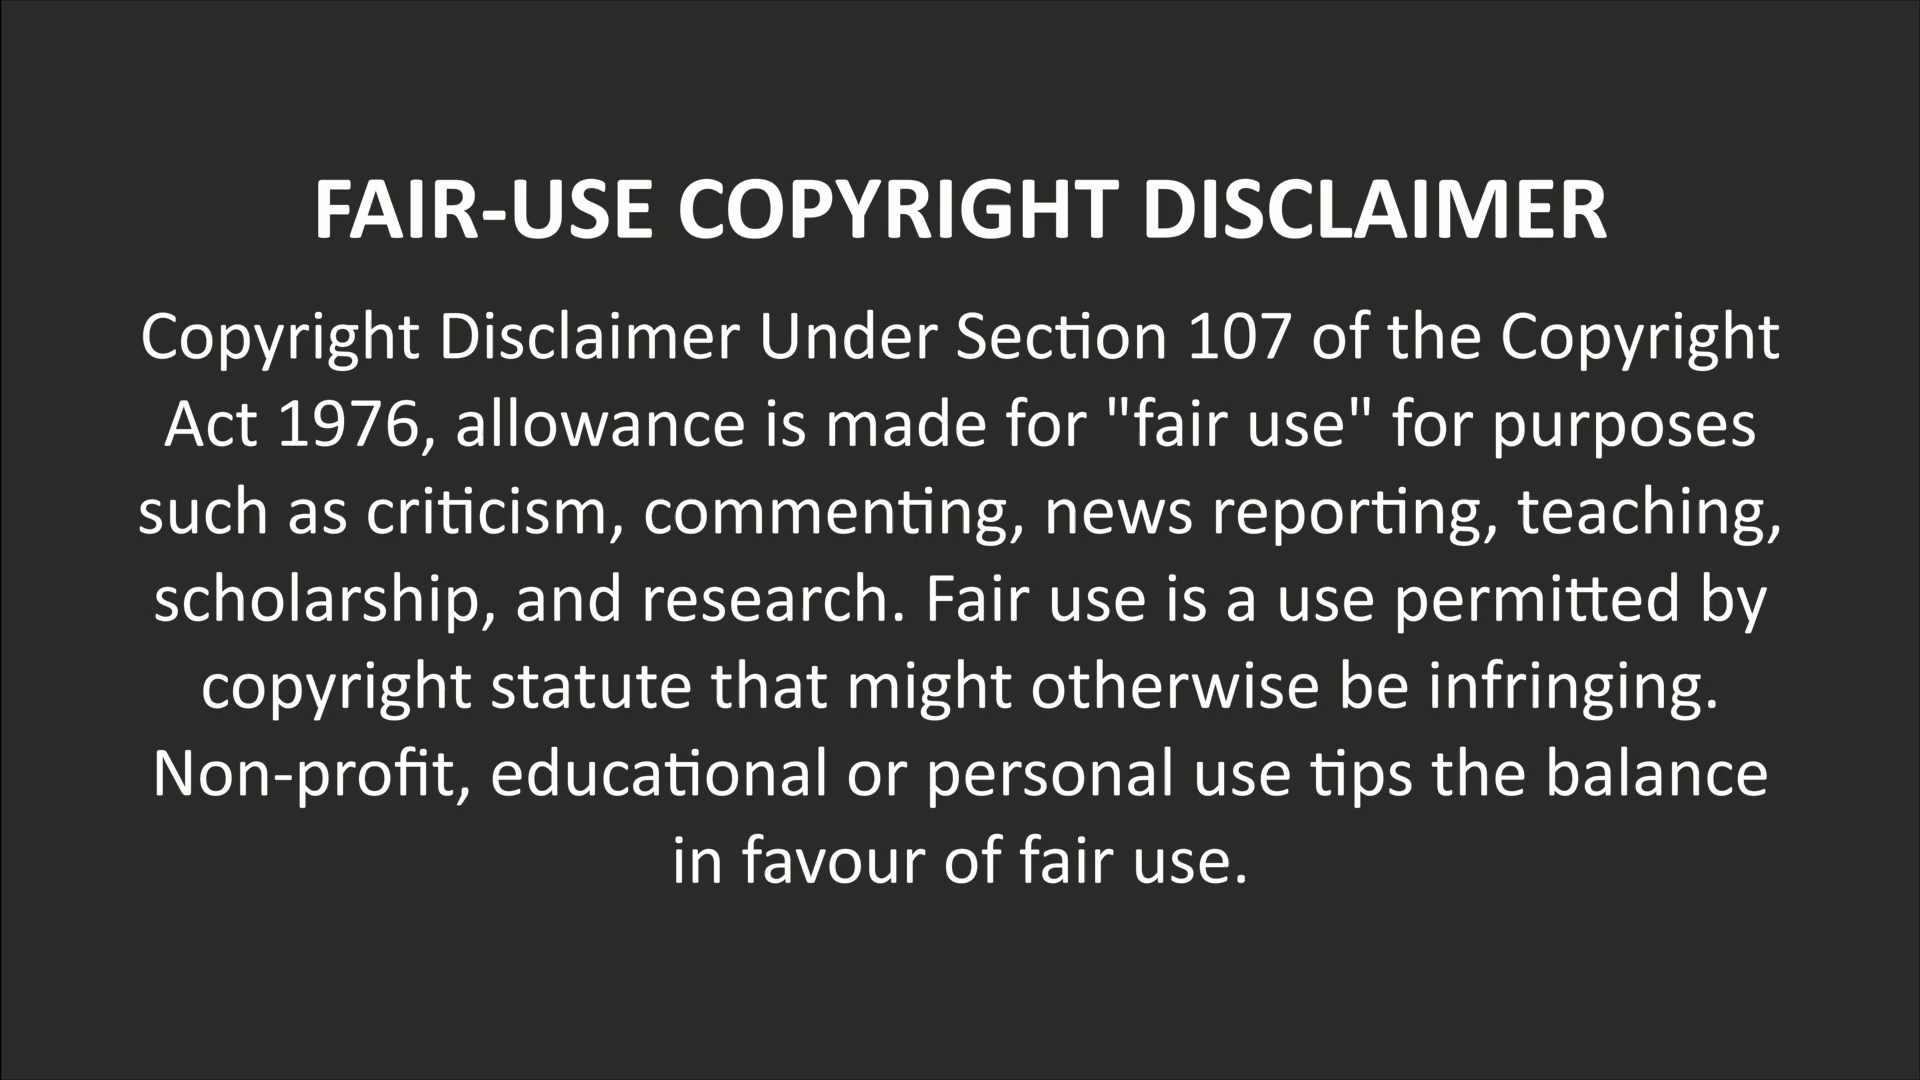 FAIR-USE COPYRIGHT DISCLAIMER
Copyright Disclaimer Under Section 107 of the Copyright
Act 1976, allowance is made for "fair use" for purposes
such as criticism, commenting, news reporting, teaching,
scholarship, and research. Fair use is a use permitted by
copyright statute that might otherwise be infringing.
Non-profit, educational or personal use tips the balance
in favour of fair use.